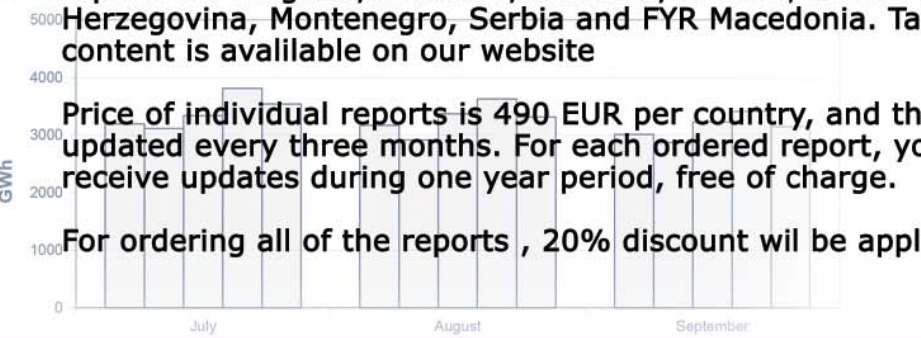 5000 Herzegovina, Montenegro, Serbia and FYR Macedonia. Ta
content is avalilable on our website
4000
Price of individual reports is 490 EUR per country, and th
3000
updated every three months. For each ordered report, yo
GWh
2000
receive updates during one year period, free of charge.
1000 For ordering all of the reports , 20% discount wil be appl
0
July August September